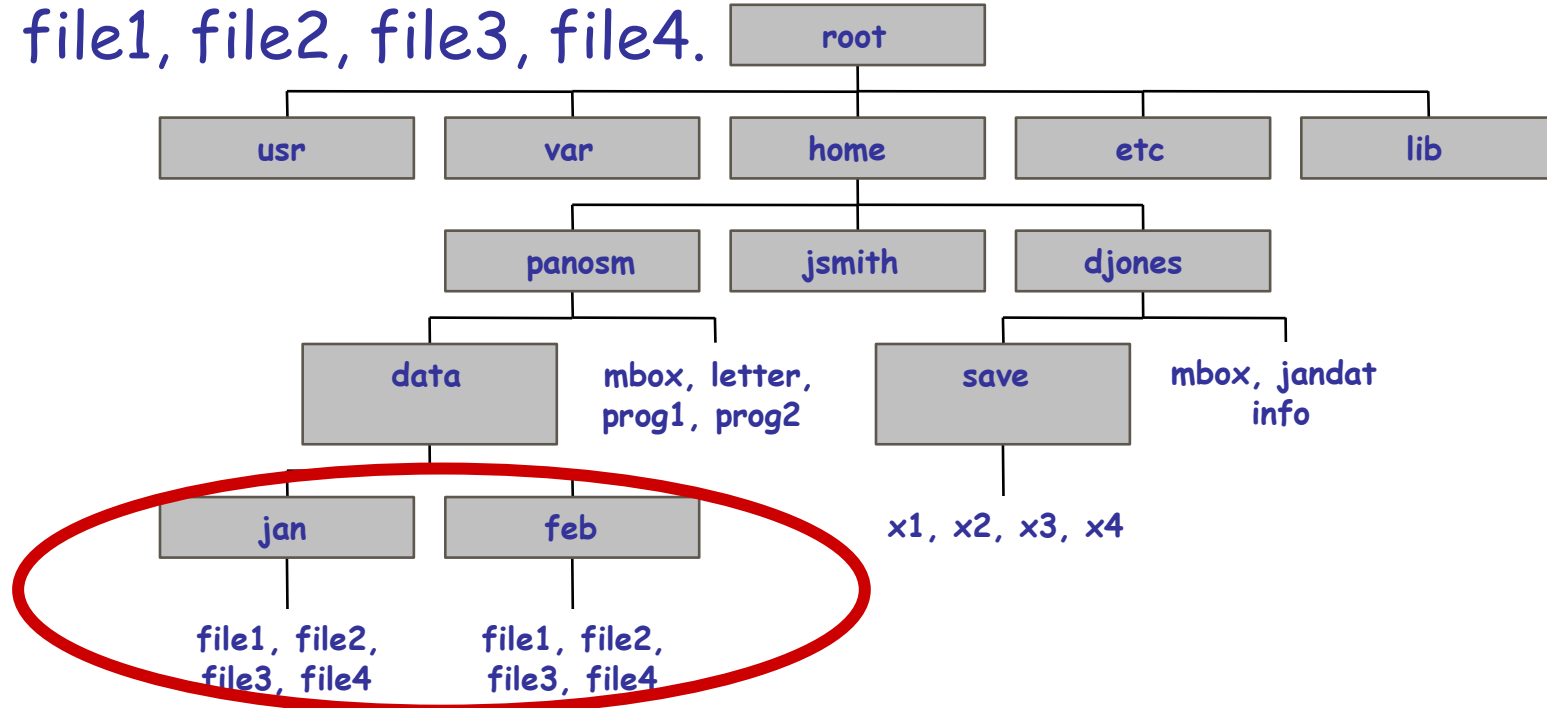 file1, file2, file3, file4.
root
usr
var
home
etc
lib
panosm
jsmith
djones
data
mbox, letter,
prog1, prog2
save
mbox, jandat
info
jan
feb
x1, x2, x3, x4
file1, file2,
file3, file4
file1, file2,
file3, file4